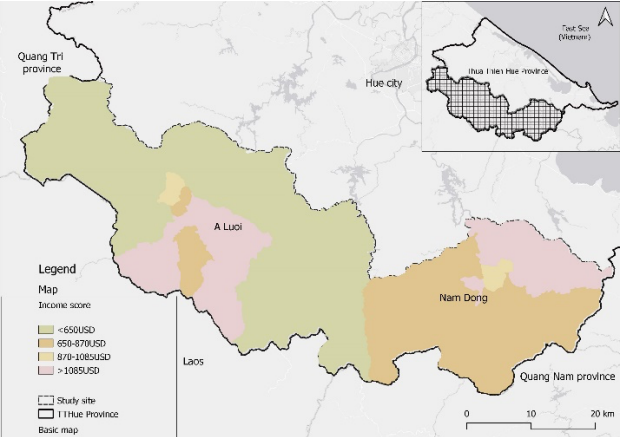 East Sea
(Vietnam)
Thua Thien Hue Province
Quang Tri
province
Hue city
A Luoi
Nam Dong
Laos
Quang Nam province
Legend
Map
Income score
<650USD
650-870USD
870-1085USD
>1085USD
Study site
TTHue Province
Basic map
0 10 20 km